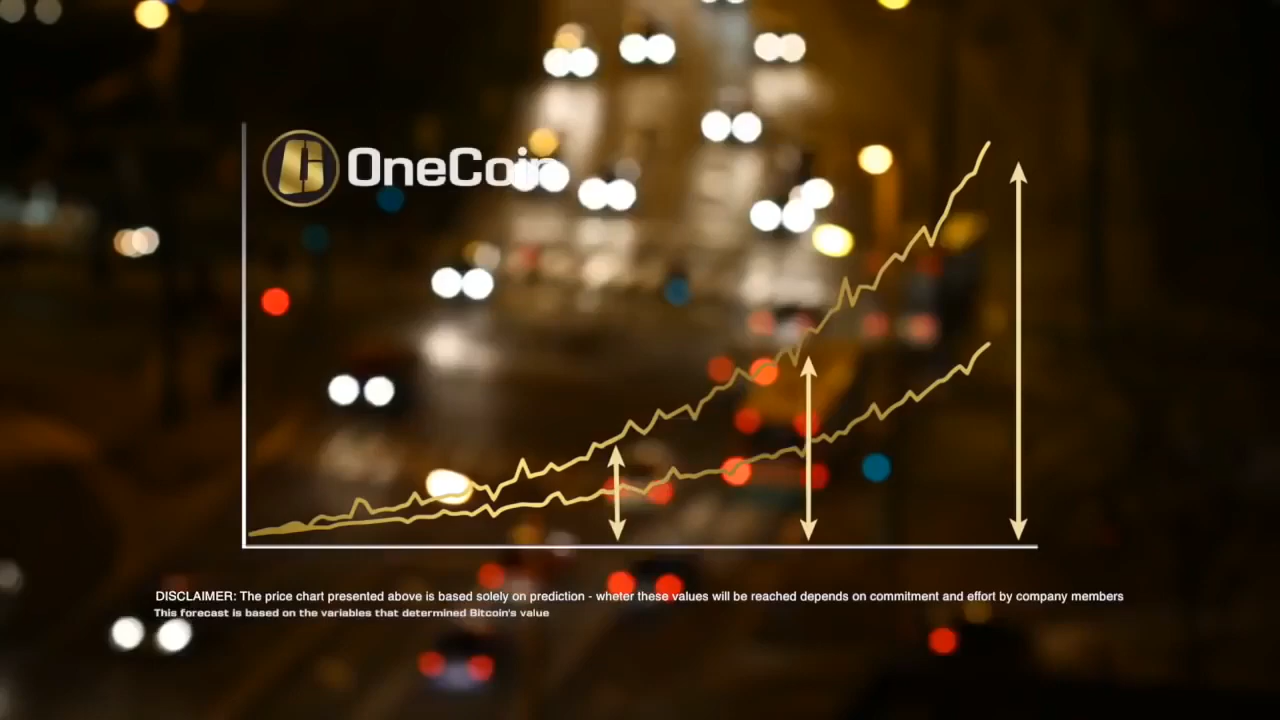 OneCoin
DISCLAIMER: The price chart presented above is based solely on prediction - wheter these values will be reached depends on commitment and effort by company members
This forecast is based on the variables that determined Bitcoin's value